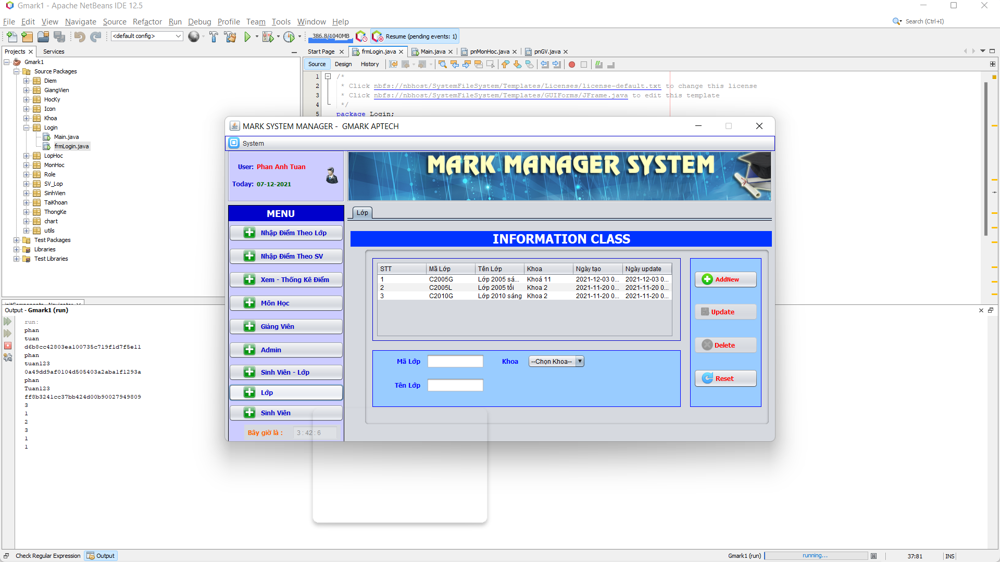 Gmark1 - Apache NetBeans IDE 12.5
File Edit View Navigate Source Refactor Run Debug Profile Team Tools Window Help
Search (Ctrl+I)
<default config>
386.8/1040MB
Resume (pending events: 1)
Projects
Services
Start Page
frmLogin.java
Main.java
pnMonHoc.java
pnGV.java
Source Design History
Gmark1
Source Packages
Diem
GiangVien
HocKy
Icon
Khoa
Login
Main.java
frmLogin.java
LopHoc
MonHoc
Role
SV_Lop
SinhVien
TaiKhoan
ThongKe
chart
utils
Test Packages
Libraries
Test Libraries
1 /*
2 * Click nbfs://nbhost/SystemFileSystem/Templates/Licenses/license-default.txt to change this license
3 * Click nbfs://nbhost/SystemFileSystem/Templates/GUIForms/JFrame.java to edit this template
4 */
5 package Login;
MARK SYSTEM MANAGER - GMARK APTECH
System
User: Phan Anh Tuan
Today: 07-12-2021
MARK MANAGER SYSTEM
MENU
Nhập Điểm Theo Lớp
Nhập Điểm Theo SV
Xem - Thống Kê Điểm
Môn Học
Giảng Viên
Admin
Sinh Viên - Lớp
Lớp
Sinh Viên
Bây giờ là :
3 : 42 : 6
Lớp
INFORMATION CLASS
STT Mã Lớp Tên Lớp Khoa Ngày tạo Ngày update
1 C2005G Lớp 2005 sá... Khoá 11 2021-12-03 0... 2021-12-03 0...
2 C2005L Lớp 2005 tối Khoa 2 2021-11-20 0... 2021-11-20 0...
3 C2010G Lớp 2010 sáng Khoa 2 2021-11-20 0... 2021-11-20 0...
AddNew
Update
Delete
Reset
Mã Lớp
Khoa
--Chọn Khoa--
Tên Lớp
initComponents - Navigator
Output - Gmark1 (run)
run:
phan
tuan
d6b8cc42803ea100735c719f1d7f5e11
phan
tuan123
0a49dd9af0104d505403a2aba1f1293a
phan
Tuan123
ff8b3241cc37bb424d00b90027949809
3
1
2
3
1
1
Check Regular Expression
Output
Gmark1 (run)
running...
37:81
INS